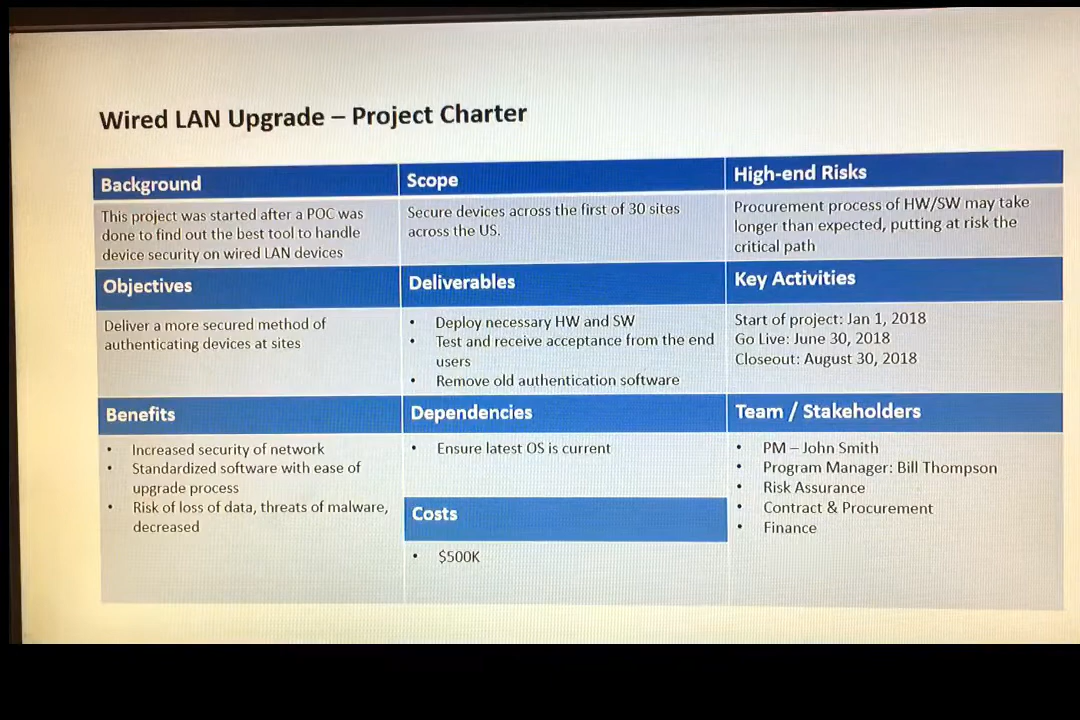 Wired LAN Upgrade – Project Charter
Background
This project was started after a POC was
done to find out the best tool to handle
device security on wired LAN devices
Scope
Secure devices across the first of 30 sites
across the US.
High-end Risks
Procurement process of HW/SW may take
longer than expected, putting at risk the
critical path
Objectives
Deliver a more secured method of
authenticating devices at sites
Deliverables
• Deploy necessary HW and SW
• Test and receive acceptance from the end
users
• Remove old authentication software
Key Activities
Start of project: Jan 1, 2018
Go Live: June 30, 2018
Closeout: August 30, 2018
Benefits
• Increased security of network
• Standardized software with ease of
upgrade process
• Risk of loss of data, threats of malware,
decreased
Dependencies
• Ensure latest OS is current
Costs
• $500K
Team / Stakeholders
• PM – John Smith
• Program Manager: Bill Thompson
• Risk Assurance
• Contract & Procurement
• Finance